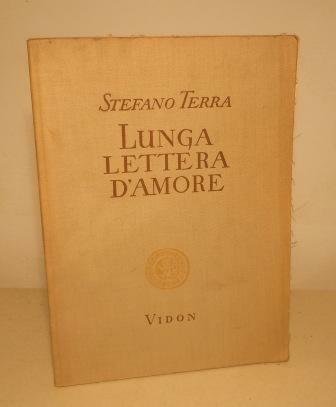 STEFANO TERRA
LUNGA
LETTERA
D'AMORE
VIDON